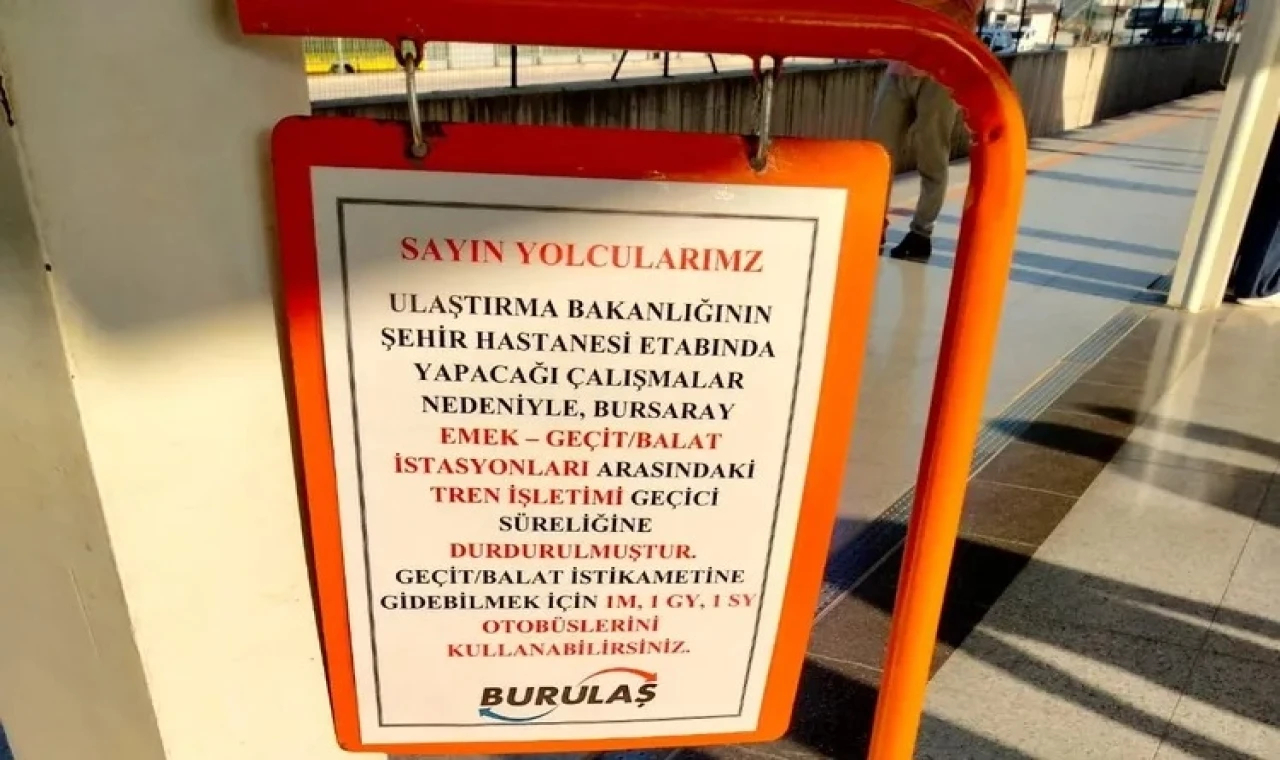 SAYIN YOLCULARIMZ
ULAŞTIRMA BAKANLIĞININ
ŞEHİR HASTANESİ ETABINDA
YAPACAĞI ÇALIŞMALAR
NEDENİYLE, BURSARAY
EMEK – GEÇİT/BALAT
İSTASYONLARI ARASINDAKİ
TREN İŞLETİMİ GEÇİCİ
SÜRELİĞİNE
DURDURULMUŞTUR.
GEÇİT/BALAT İSTİKAMETİNE
GİDEBİLMEK İÇİN 1M, 1 GY, 1 SY
OTOBÜSLERİNİ
KULLANABİLİRSİNİZ.
BURULAŞ